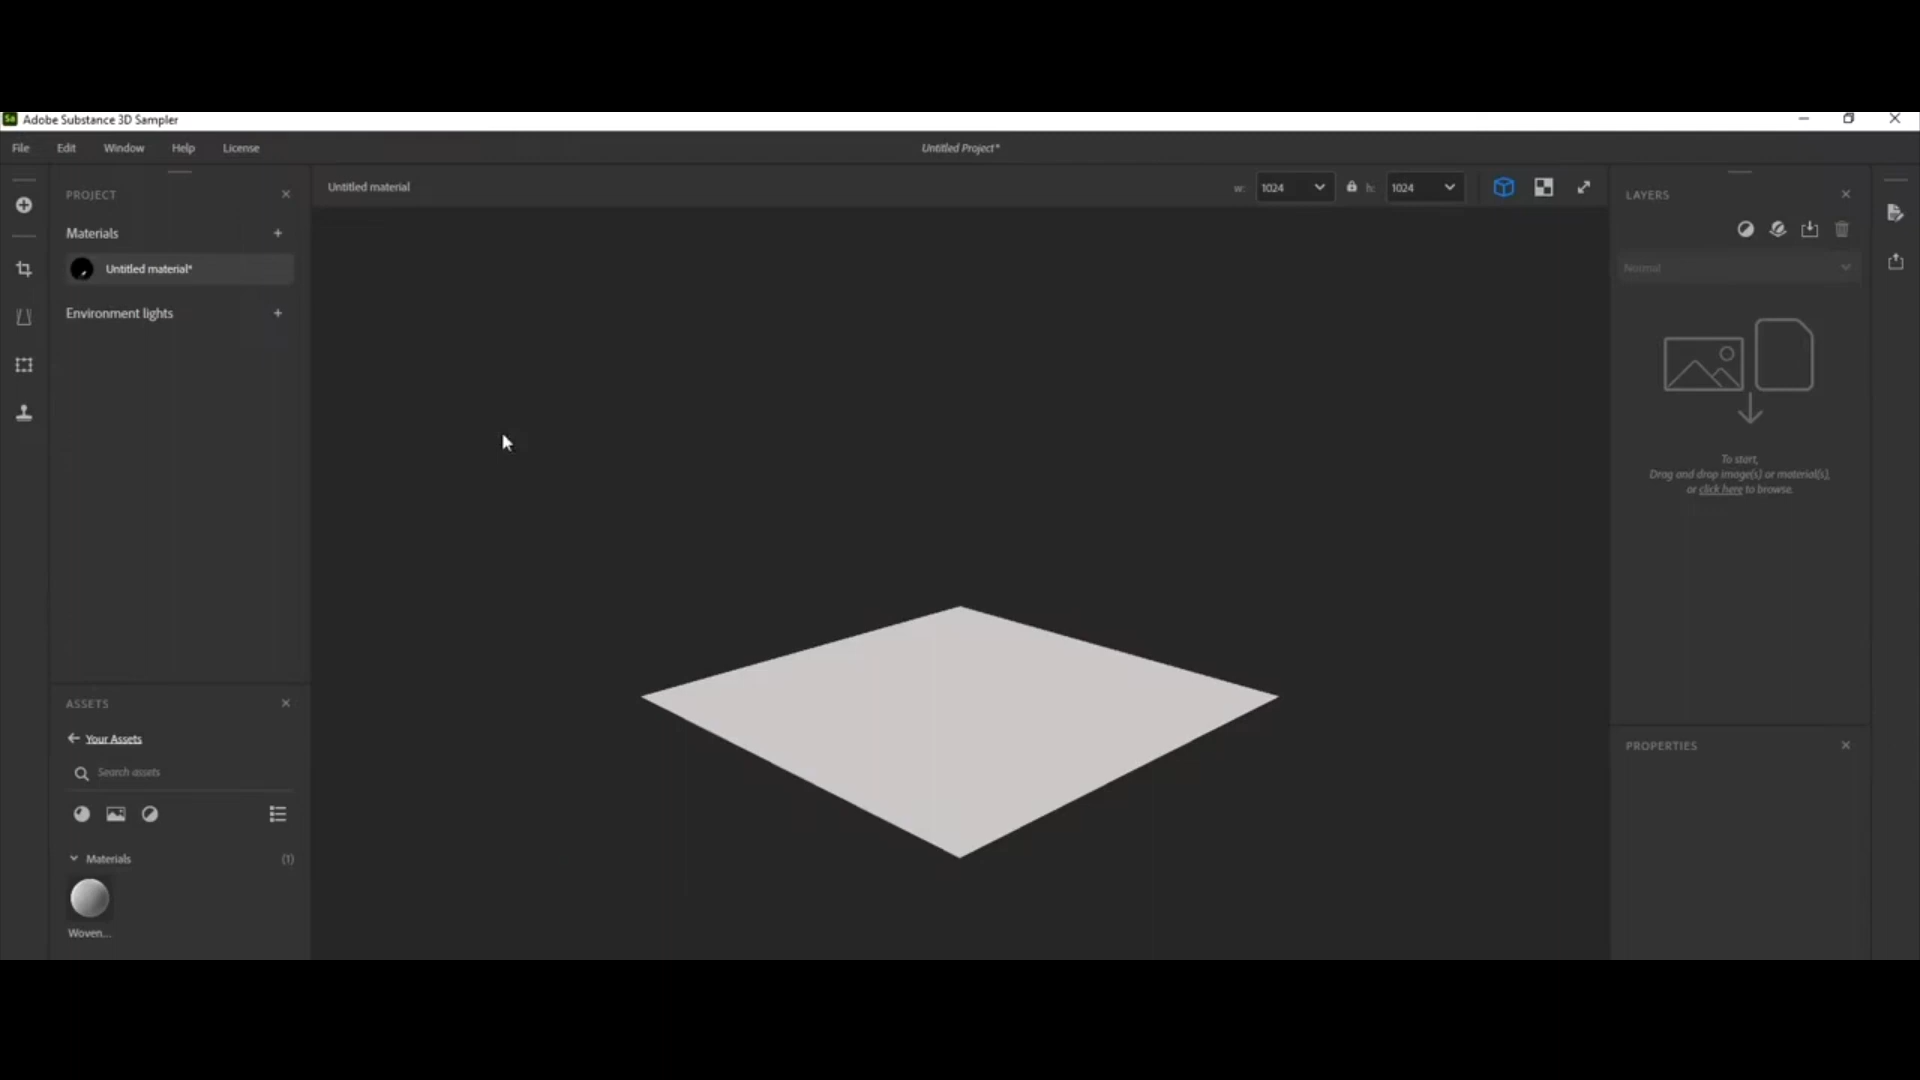 Sa Adobe Substance 3D Sampler
File Edit Window Help License
Untitled Project*
PROJECT
Materials
Untitled material*
Environment lights
Untitled material
w: 1024
h: 1024
LAYERS
Normal
To start,
Drag and drop image(s) or material(s),
or click here to browse.
PROPERTIES
ASSETS
Your Assets
Search assets
Materials (1)
Woven...